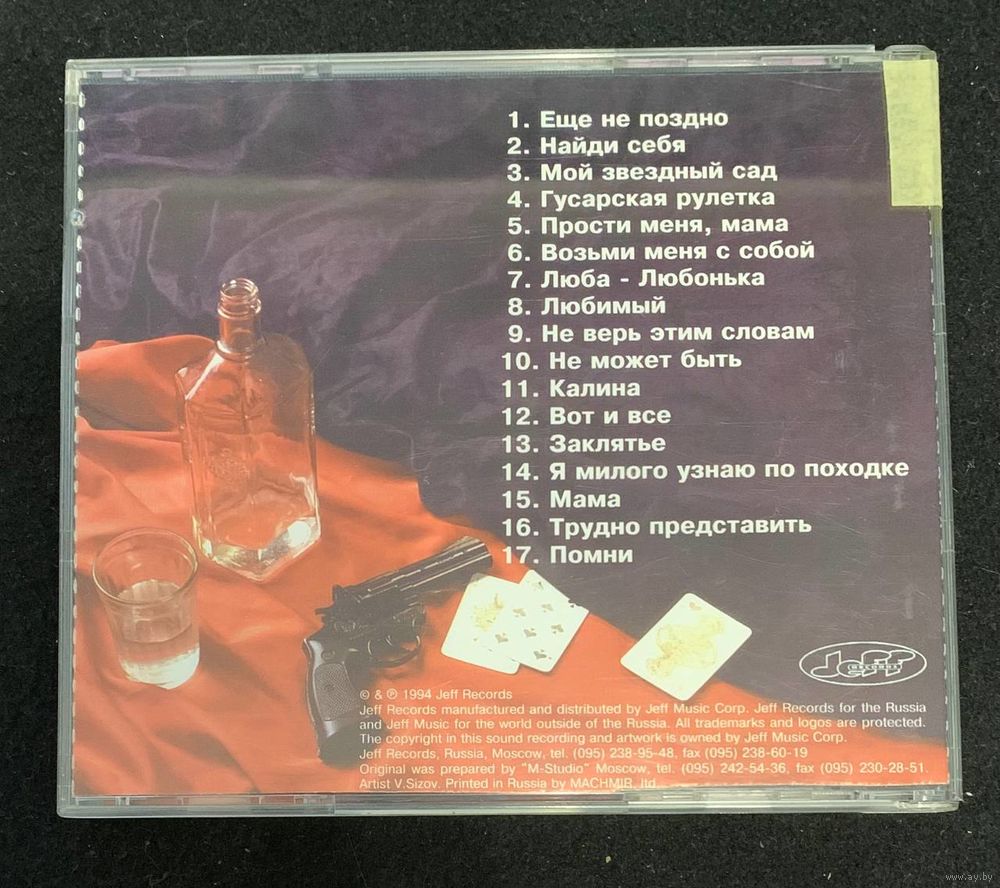 1. Еще не поздно
2. Найди себя
3. Мой звездный сад
4. Гусарская рулетка
5. Прости меня, мама
6. Возьми меня с собой
7. Люба - Любонька
8. Любимый
9. Не верь этим словам
10. Не может быть
11. Калина
12. Вот и все
13. Заклятье
14. Я милого узнаю по походке
15. Мама
16. Трудно представить
17. Помни
Jeff
RECORDS
© & ℗ 1994 Jeff Records
Jeff Records manufactured and distributed by Jeff Music Corp. Jeff Records for the Russia
and Jeff Music for the world outside of the Russia. All trademarks and logos are protected.
The copyright in this sound recording and artwork is owned by Jeff Music Corp.
Jeff Records, Russia, Moscow, tel. (095) 238-95-48, fax (095) 238-60-19
Original was prepared by "M-Studio" Moscow, tel. (095) 242-54-36, fax (095) 230-28-51.
Artist V.Sizov. Printed in Russia by MACHMIR, ltd
www.ay.by